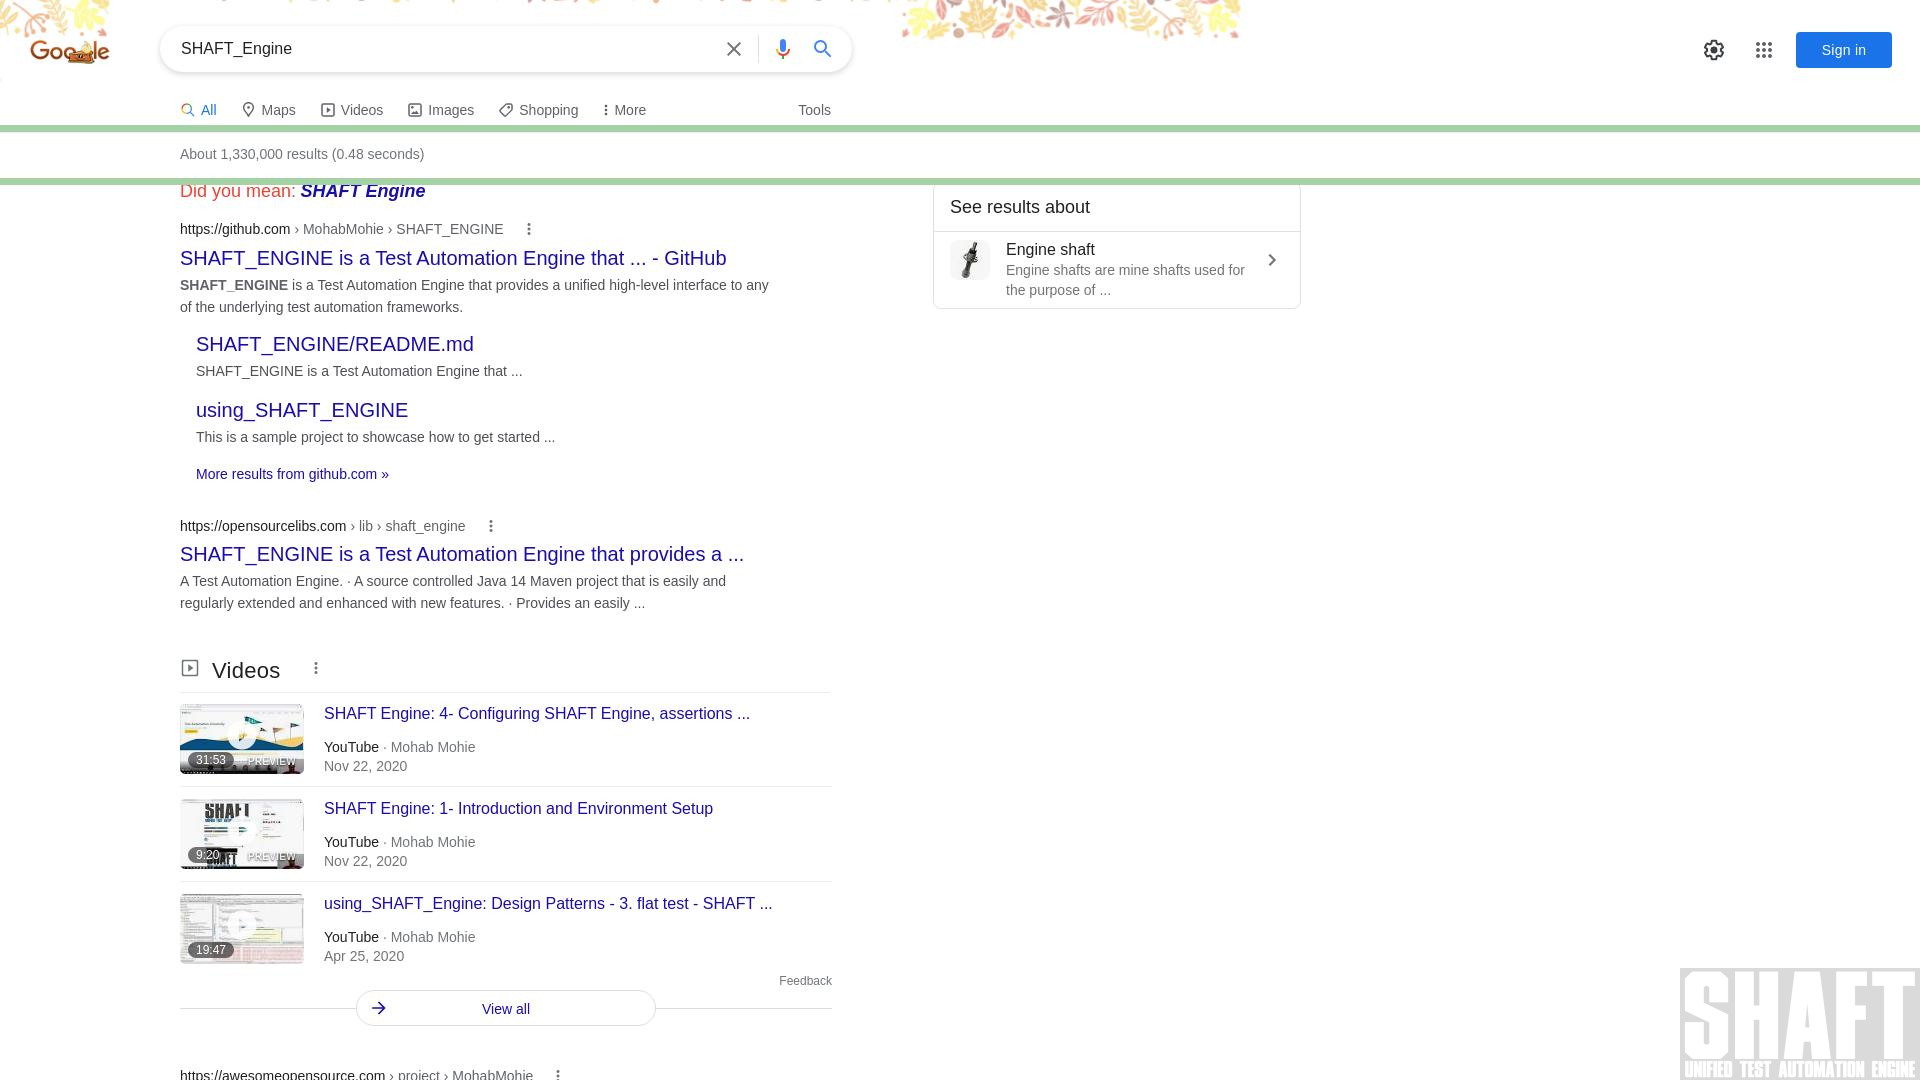 Google
SHAFT_Engine
Sign in
All Maps Videos Images Shopping More Tools
About 1,330,000 results (0.48 seconds)
Did you mean: SHAFT Engine
https://github.com › MohabMohie › SHAFT_ENGINE
SHAFT_ENGINE is a Test Automation Engine that ... - GitHub
SHAFT_ENGINE is a Test Automation Engine that provides a unified high-level interface to any
of the underlying test automation frameworks.
SHAFT_ENGINE/README.md
SHAFT_ENGINE is a Test Automation Engine that ...
using_SHAFT_ENGINE
This is a sample project to showcase how to get started ...
More results from github.com »
https://opensourcelibs.com › lib › shaft_engine
SHAFT_ENGINE is a Test Automation Engine that provides a ...
A Test Automation Engine. · A source controlled Java 14 Maven project that is easily and
regularly extended and enhanced with new features. · Provides an easily ...
Videos
SHAFT Engine: 4- Configuring SHAFT Engine, assertions ...
YouTube · Mohab Mohie
Nov 22, 2020
31:53 PREVIEW
SHAFT Engine: 1- Introduction and Environment Setup
YouTube · Mohab Mohie
Nov 22, 2020
SHAFT
9:20 PREVIEW
SHAFT
using_SHAFT_Engine: Design Patterns - 3. flat test - SHAFT ...
YouTube · Mohab Mohie
Apr 25, 2020
19:47
Feedback
View all
https://awesomeopensource.com › project › MohabMohie
See results about
Engine shaft
Engine shafts are mine shafts used for
the purpose of ...
SHAFT
UNIFIED TEST AUTOMATION ENGINE